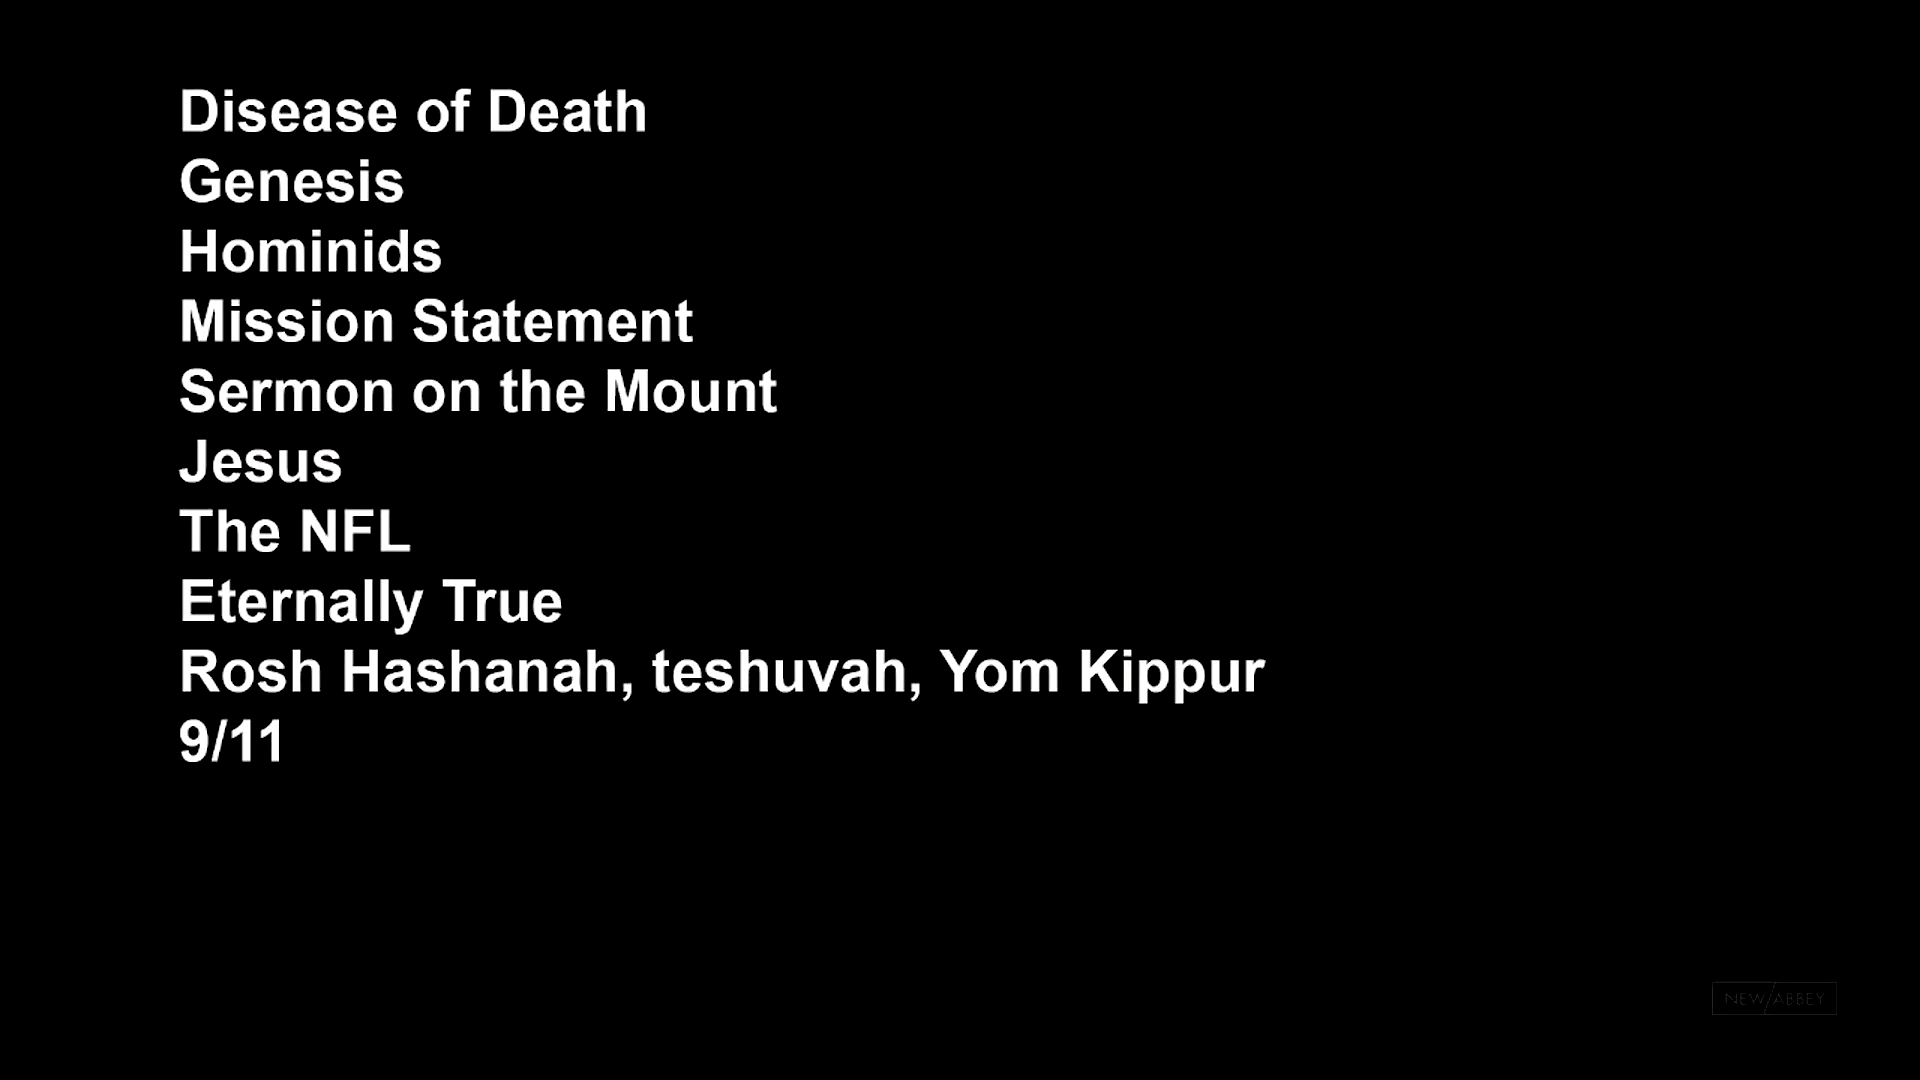 Disease of Death
Genesis
Hominids
Mission Statement
Sermon on the Mount
Jesus
The NFL
Eternally True
Rosh Hashanah, teshuvah, Yom Kippur
9/11
NEW/ABBEY